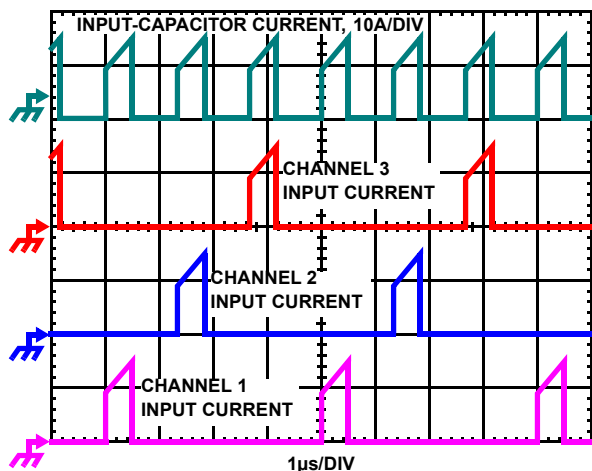 INPUT-CAPACITOR CURRENT, 10A/DIV
CHANNEL 3
INPUT CURRENT
CHANNEL 2
INPUT CURRENT
CHANNEL 1
INPUT CURRENT
1µs/DIV